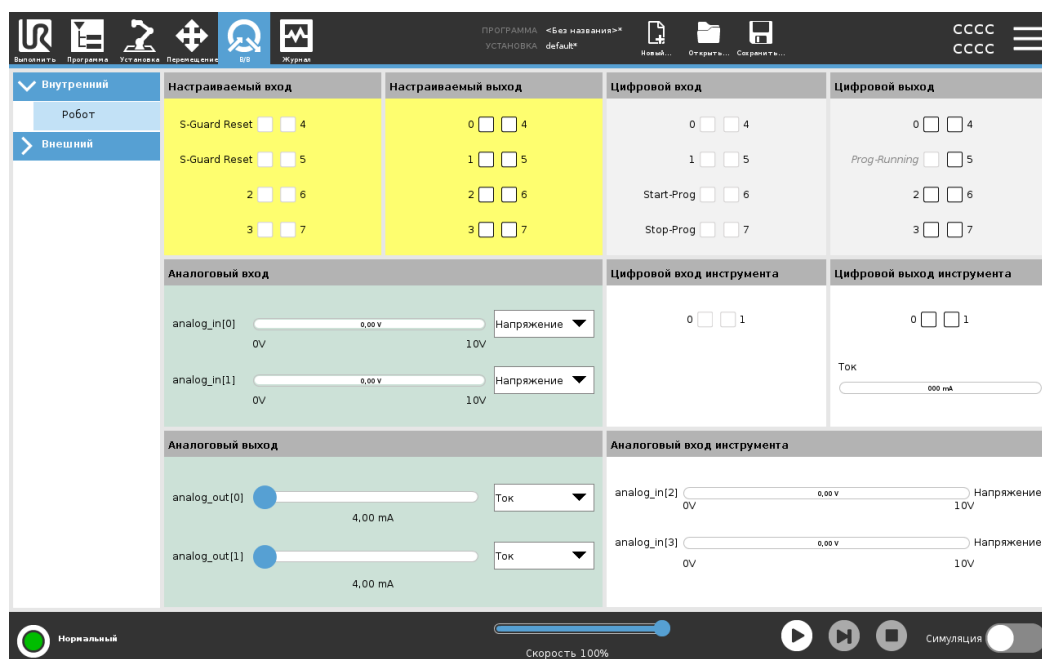 ПРОГРАММА <Без названия>*
УСТАНОВКА default*
CCCC
CCCC
Выполнить Программа Установка Перемещение В/В Журнал Новый... Открыть... Сохранить...
Внутренний
Робот
Внешний
Настраиваемый вход Настраиваемый выход Цифровой вход Цифровой выход
S-Guard Reset 4 0 4 0 4 0 4
S-Guard Reset 5 1 5 1 5 Prog-Running 5
2 6 2 6 Start-Prog 6 2 6
3 7 3 7 Stop-Prog 7 3 7
Аналоговый вход Цифровой вход инструмента Цифровой выход инструмента
analog_in[0] 0,00 V Напряжение 0 1 0 1
0V 10V
Ток
analog_in[1] 0,00 V Напряжение 000 mA
0V 10V
Аналоговый выход Аналоговый вход инструмента
analog_out[0] Ток analog_in[2] 0,00 V Напряжение
4,00 mA 0V 10V
analog_out[1] Ток analog_in[3] 0,00 V Напряжение
4,00 mA 0V 10V
Нормальный Скорость 100% Симуляция